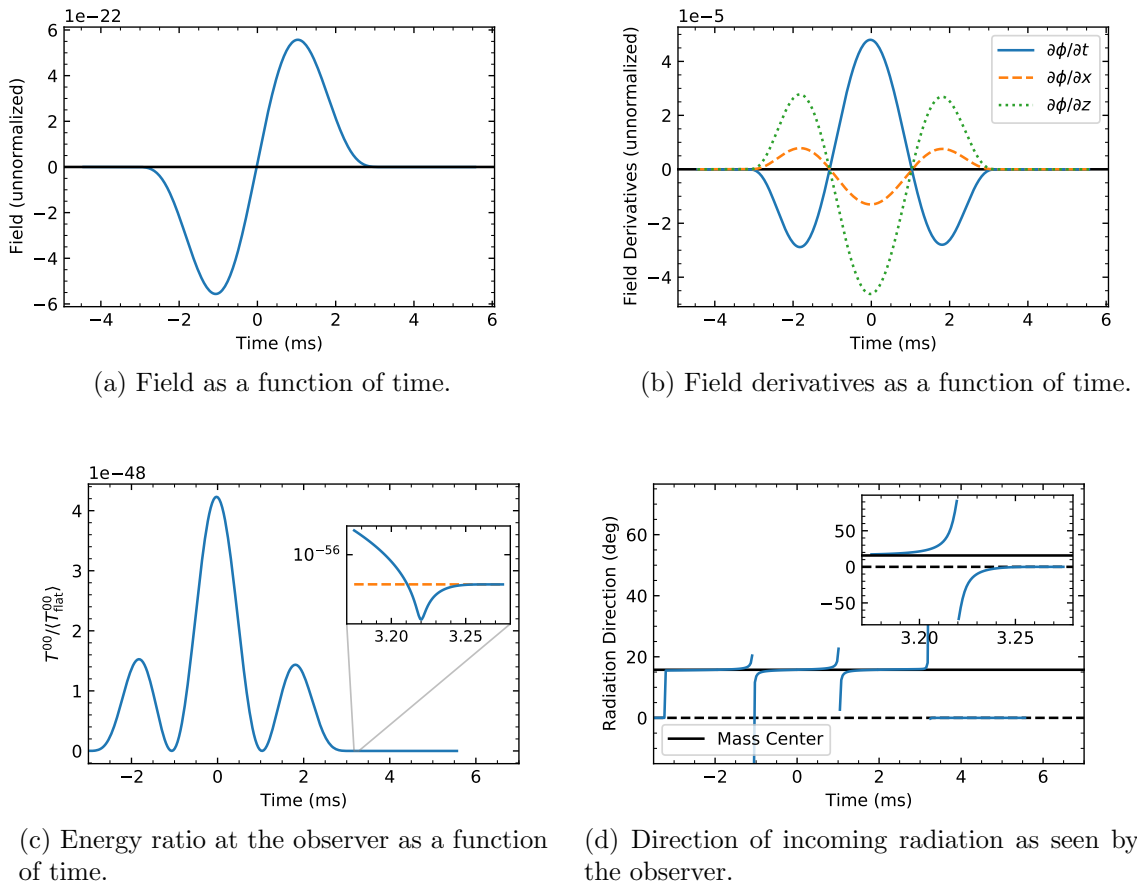 1e−22
Field (unnormalized)
6
4
2
0
−2
−4
−6
−4
−2
0
2
4
6
Time (ms)
(a) Field as a function of time.
1e−5
Field Derivatives (unnormalized)
4
2
0
−2
−4
∂ϕ/∂t
∂ϕ/∂x
∂ϕ/∂z
−4
−2
0
2
4
6
Time (ms)
(b) Field derivatives as a function of time.
1e−48
T⁰⁰/⟨T⁰⁰_flat⟩
4
3
2
1
0
10⁻⁵⁶
3.20
3.25
−2
0
2
4
6
Time (ms)
(c) Energy ratio at the observer as a function
of time.
Radiation Direction (deg)
60
40
20
0
50
0
−50
3.20
3.25
Mass Center
−2
0
2
4
6
Time (ms)
(d) Direction of incoming radiation as seen by
the observer.